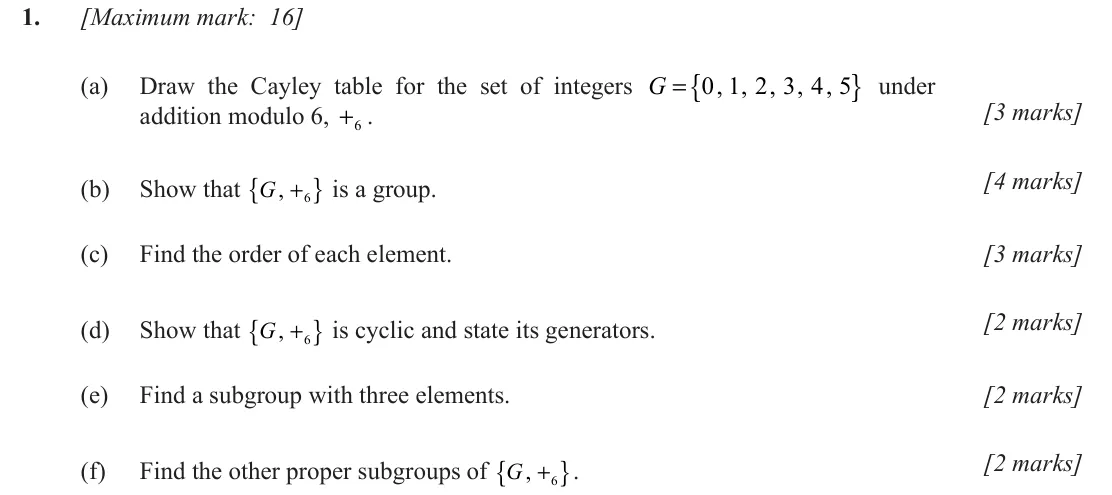 1. [Maximum mark: 16]
(a) Draw the Cayley table for the set of integers G = {0, 1, 2, 3, 4, 5} under
addition modulo 6, +₆ . [3 marks]
(b) Show that {G, +₆} is a group. [4 marks]
(c) Find the order of each element. [3 marks]
(d) Show that {G, +₆} is cyclic and state its generators. [2 marks]
(e) Find a subgroup with three elements. [2 marks]
(f) Find the other proper subgroups of {G, +₆}. [2 marks]